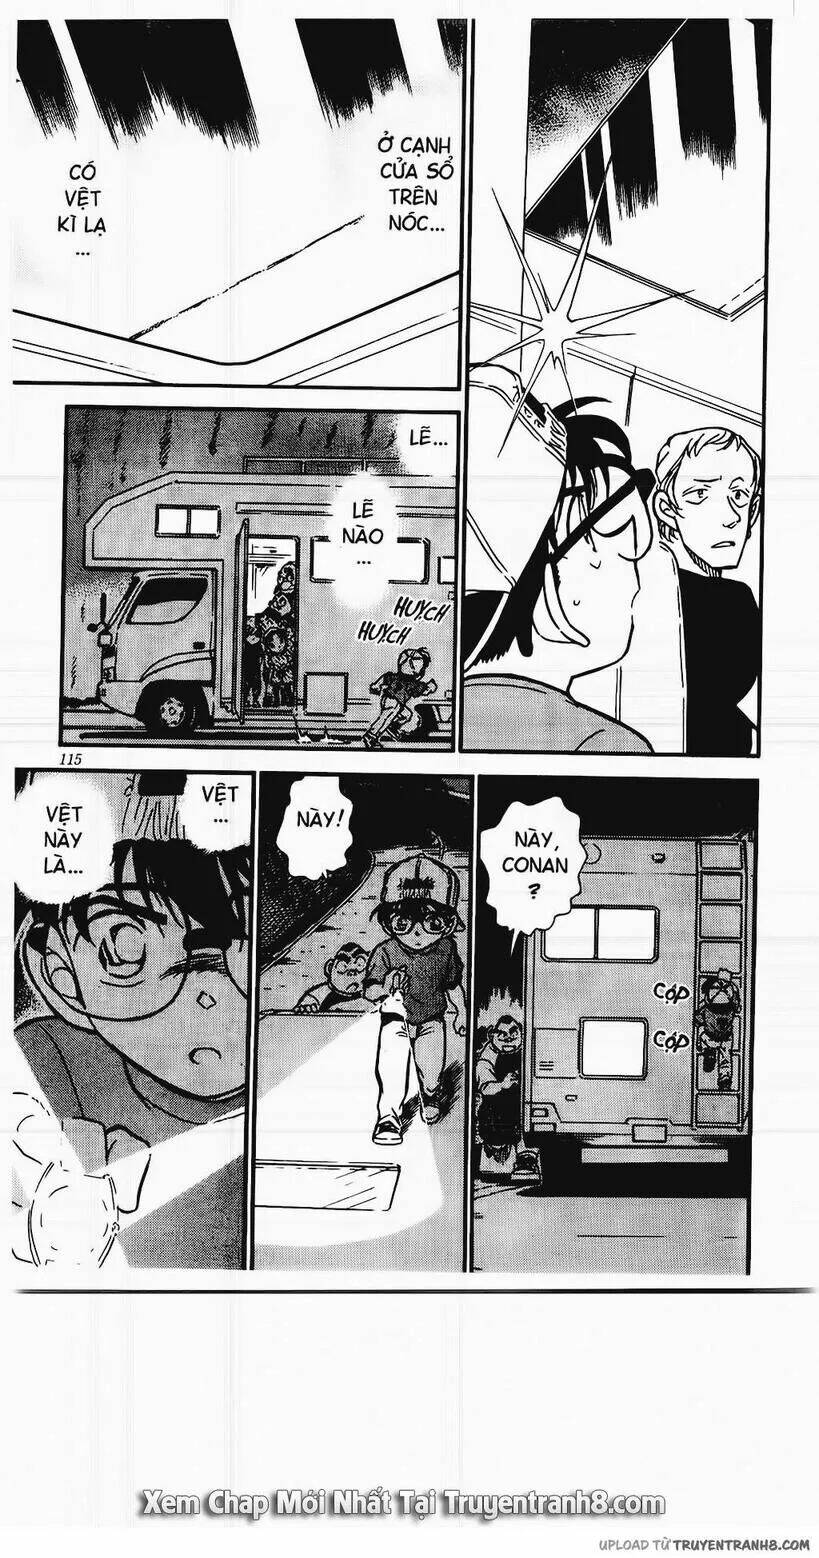 Ở CẠNH
CỬA SỔ
TRÊN
NÓC...
CÓ
VỆT
KÌ LẠ
...
LẼ...
LẼ
NÀO
...
HUỴCH
HUỴCH
115
NÀY,
CONAN
?
CỘP
CỘP
NÀY!
VỆT
...
VỆT
NÀY
LÀ...
Xem Chap Mới Nhất Tại Truyentranh8.com
UPLOAD TỪ TRUYENTRANH8.COM